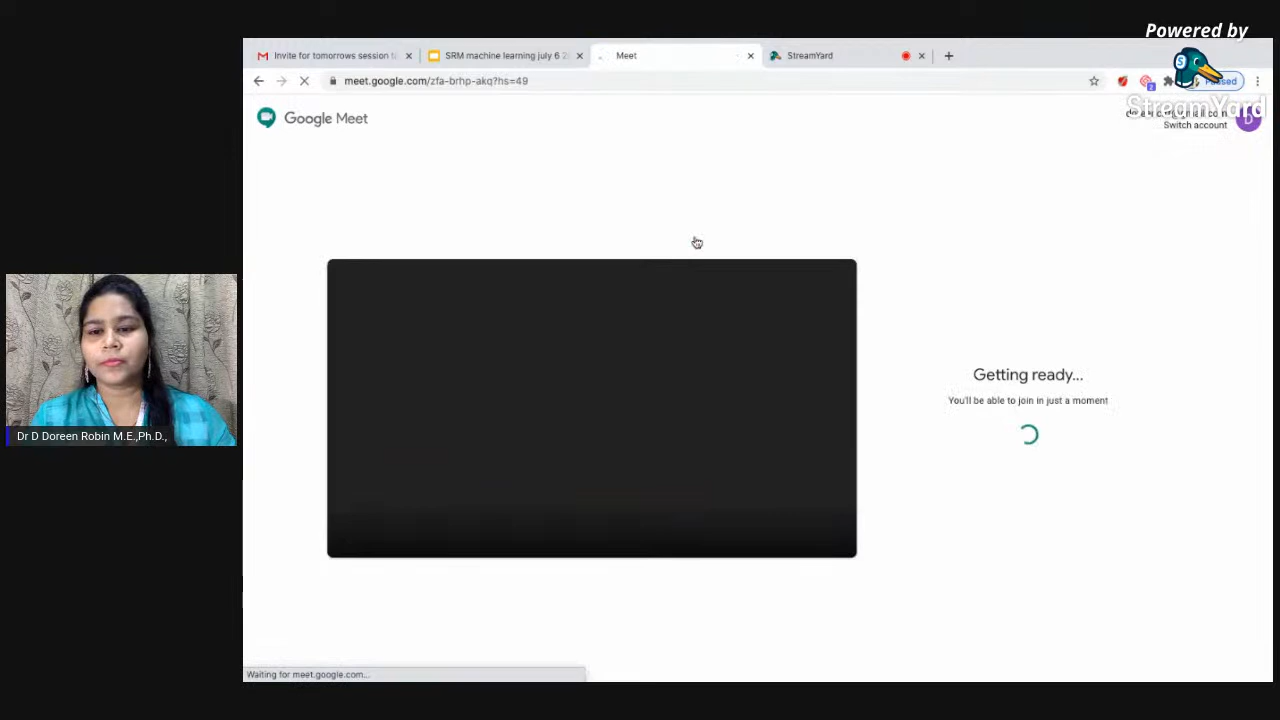 Powered by
StreamYard
Invite for tomorrows session
SRM machine learning july 6
Meet
StreamYard
meet.google.com/zfa-brhp-akq?hs=49
Paused
Google Meet
Switch account
D
Getting ready...
You'll be able to join in just a moment
Dr D Doreen Robin M.E.,Ph.D.,
Waiting for meet.google.com...